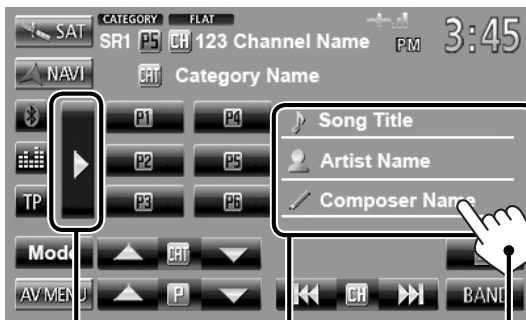 SAT
CATEGORY FLAT
SR1 P5 CH 123 Channel Name PM 3:45
NAVI
CAT Category Name
P1 P4 Song Title
P2 P5 Artist Name
TP P3 P6 Composer Name
Mode CAT
AV MENU P CH BAND